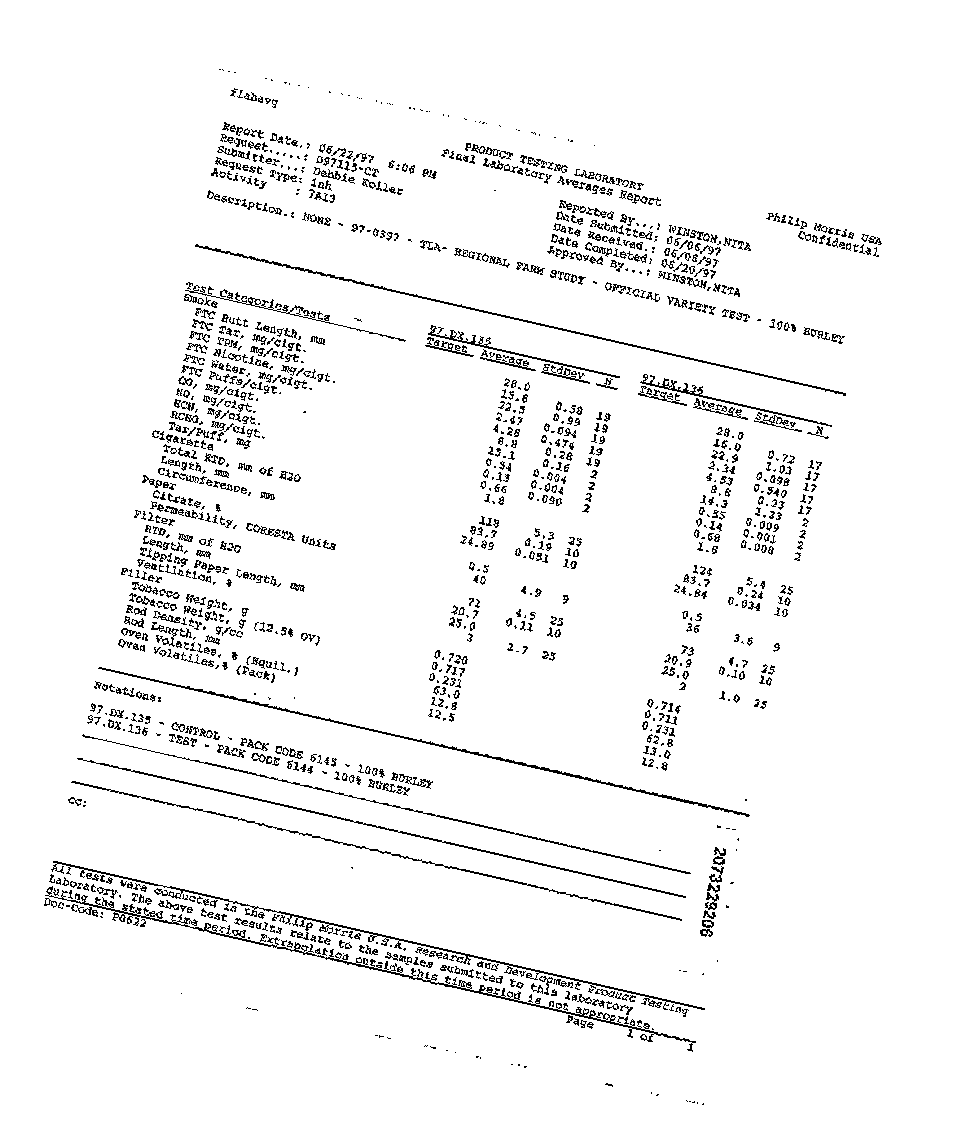 flahavg
PRODUCT TESTING LABORATORY
Final Laboratory Averages Report
Philip Morris USA
Confidential
Report Date.: 06/22/97 6:06 PM
Request.....: D97115-CT
Submitter...: Debbie Koller
Request Type: inh
Activity : 7A13
Reported By...: WINSTON,NITA
Date Submitted: 06/06/97
Date Received.: 06/08/97
Date Completed: 06/20/97
Approved By...: WINSTON,NITA
Description.: NONE - 97-0397 - TLA- REGIONAL FARM STUDY - OFFICIAL VARIETY TEST - 100% BURLEY
97.DX.135 97.DX.136
Test Categories/Tests Target Average StdDev N Target Average StdDev N
Smoke
FTC Butt Length, mm 28.0 28.0
FTC Tar, mg/cigt. 15.8 0.58 19 16.0 0.72 17
FTC TPM, mg/cigt. 22.5 0.99 19 22.9 1.03 17
FTC Nicotine, mg/cigt. 2.47 0.094 19 2.34 0.098 17
FTC Water, mg/cigt. 4.28 0.474 19 4.53 0.540 17
FTC Puffs/cigt. 8.8 0.28 19 8.8 0.33 17
CO, mg/cigt. 15.1 0.16 2 14.3 1.23 2
NO, mg/cigt. 0.54 0.004 2 0.55 0.009 2
HCN, mg/cigt. 0.13 0.004 2 0.14 0.001 2
RCHO, mg/cigt. 0.66 0.090 2 0.68 0.008 2
Tar/Puff, mg 1.8 1.8
Cigarette
Total RTD, mm of H2O 119 5.3 25 124 5.4 25
Length, mm 83.7 0.19 10 83.7 0.24 10
Circumference, mm 24.89 0.051 10 24.84 0.034 10
Paper
Citrate, % 0.5 0.5
Permeability, CORESTA Units 40 4.9 9 36 3.6 9
Filter
RTD, mm of H2O 72 4.5 25 73 4.7 25
Length, mm 20.7 0.11 10 20.9 0.10 10
Tipping Paper Length, mm 25.0 25.0
Ventilation, % 3 1.7 25 2 1.0 25
Filler
Tobacco Weight, g 0.720 0.714
Tobacco Weight, g (12.5% OV) 0.717 0.711
Rod Density, g/cc 0.231 0.231
Rod Length, mm 63.0 62.8
Oven Volatiles, % (Equil.) 12.8 13.0
Oven Volatiles,% (Pack) 12.5 12.8
Notations:
97.DX.135 - CONTROL - PACK CODE 6145 - 100% BURLEY
97.DX.136 - TEST - PACK CODE 6144 - 100% BURLEY
cc:
2073229206
All tests were conducted in the Philip Morris U.S.A. Research and Development Product Testing
Laboratory. The above test results relate to the samples submitted to this laboratory
during the stated time period. Extrapolation outside this time period is not appropriate.
Doc-Code: P0622
Page 1 of 1